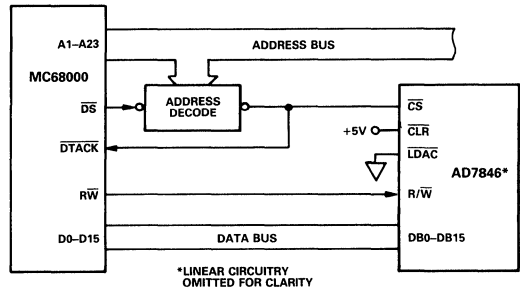 A1–A23
ADDRESS BUS
MC68000
DS
ADDRESS
DECODE
CS
+5V
CLR
DTACK
LDAC
AD7846*
RW
R/W
D0–D15
DATA BUS
DB0–DB15
*LINEAR CIRCUITRY
OMITTED FOR CLARITY